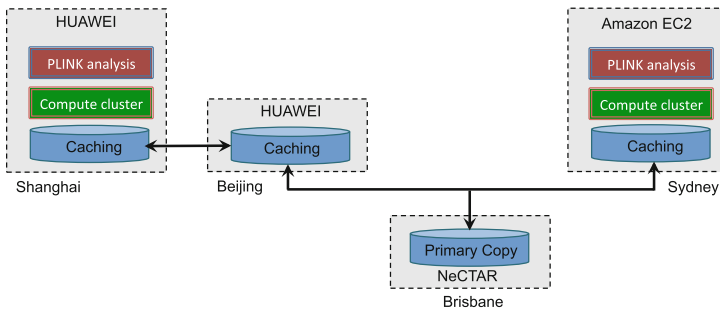 HUAWEI
PLINK analysis
Compute cluster
Caching
Shanghai
HUAWEI
Caching
Beijing
Amazon EC2
PLINK analysis
Compute cluster
Caching
Sydney
Primary Copy
NeCTAR
Brisbane